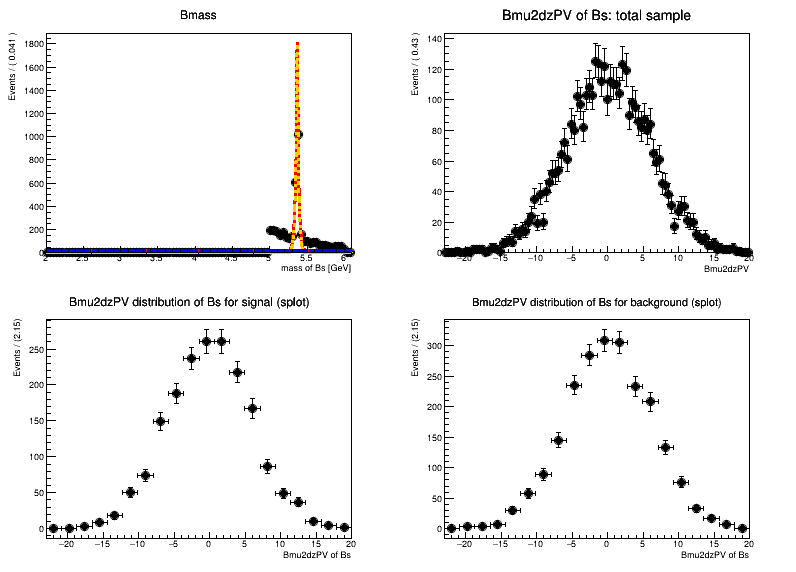 Bmass
Events / ( 0.041 )
1800
1600
1400
1200
1000
800
600
400
200
0
2 2.5 3 3.5 4 4.5 5 5.5 6
mass of Bs [GeV]
Bmu2dzPV of Bs: total sample
Events / ( 0.43 )
140
120
100
80
60
40
20
0
−20 −15 −10 −5 0 5 10 15 20
Bmu2dzPV
Bmu2dzPV distribution of Bs for signal (splot)
Events / (2.15)
250
200
150
100
50
0
−20 −15 −10 −5 0 5 10 15 20
Bmu2dzPV of Bs
Bmu2dzPV distribution of Bs for background (splot)
Events / (2.15)
300
250
200
150
100
50
0
−20 −15 −10 −5 0 5 10 15 20
Bmu2dzPV of Bs